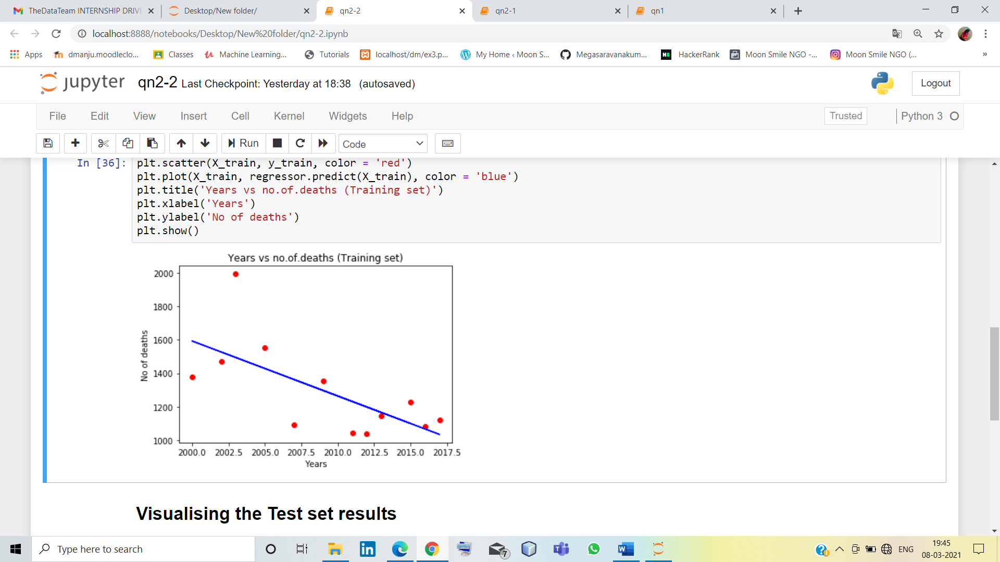 TheDataTeam INTERNSHIP DRIVE
Desktop/New folder/
qn2-2
qn2-1
qn1
localhost:8888/notebooks/Desktop/New%20folder/qn2-2.ipynb
Apps
dmanju.moodleclo...
Classes
Machine Learning...
Tutorials
localhost/dm/ex3.p...
My Home ‹ Moon S...
Megasaravanakum...
HackerRank
Moon Smile NGO -...
Moon Smile NGO (...
»
jupyter qn2-2 Last Checkpoint: Yesterday at 18:38 (autosaved)
Logout
File Edit View Insert Cell Kernel Widgets Help
Trusted
Python 3
Run
Code
In [36]:
plt.scatter(X_train, y_train, color = 'red')
plt.plot(X_train, regressor.predict(X_train), color = 'blue')
plt.title('Years vs no.of.deaths (Training set)')
plt.xlabel('Years')
plt.ylabel('No of deaths')
plt.show()
Years vs no.of.deaths (Training set)
No of deaths
2000
1800
1600
1400
1200
1000
2000.0 2002.5 2005.0 2007.5 2010.0 2012.5 2015.0 2017.5
Years
Visualising the Test set results
Type here to search
7
ENG
19:45
08-03-2021